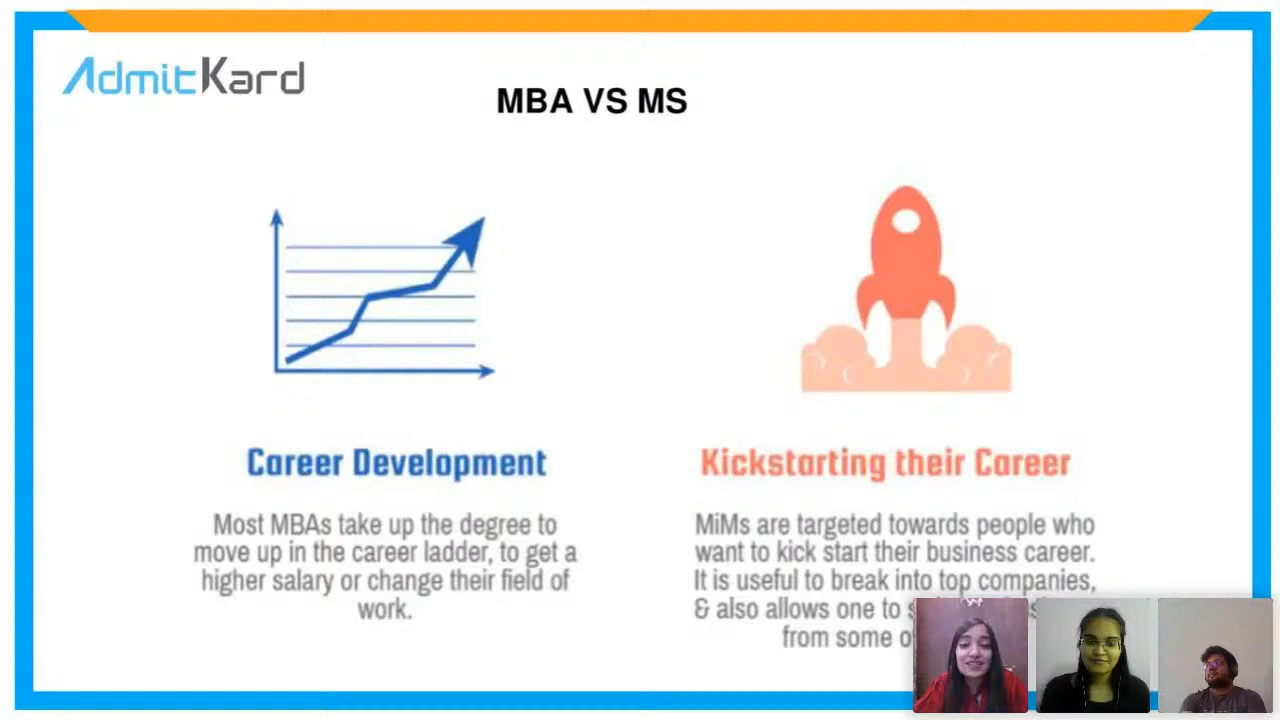 AdmitKard
MBA VS MS
Career Development
Most MBAs take up the degree to
move up in the career ladder, to get a
higher salary or change their field of
work.
Kickstarting their Career
MiMs are targeted towards people who
want to kick start their business career.
It is useful to break into top companies,
& also allows one to
from some